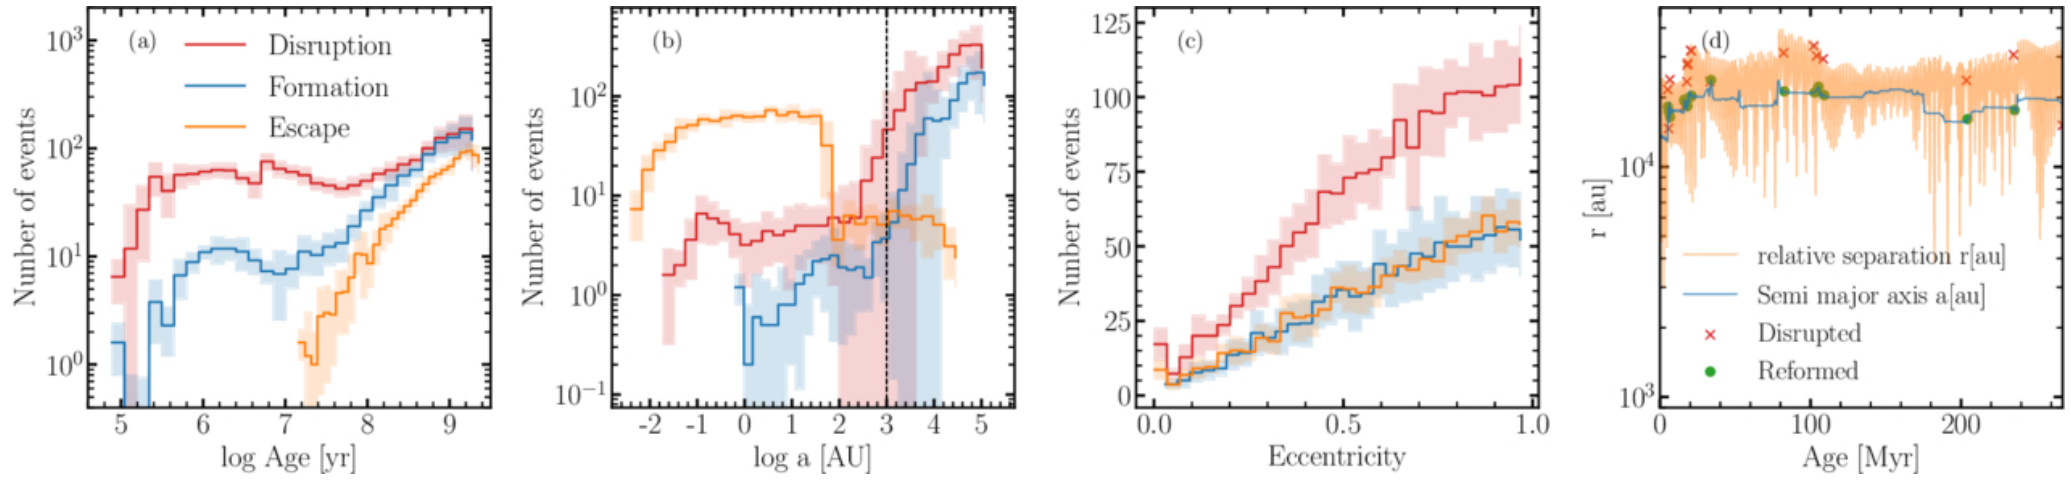 (a)
Disruption
Formation
Escape
10³
10²
10¹
10⁰
Nunber of events
5 6 7 8 9
log Age [yr]
(b)
10²
10¹
10⁰
10⁻¹
Nunber of events
-2 -1 0 1 2 3 4 5
log a [AU]
(c)
125
100
75
50
25
0
Nunber of events
0.0 0.5 1.0
Eccentricity
(d)
10⁴
10³
r [au]
relative separation r[au]
Semi major axis a[au]
Disrupted
Reformed
0 100 200
Age [Myr]